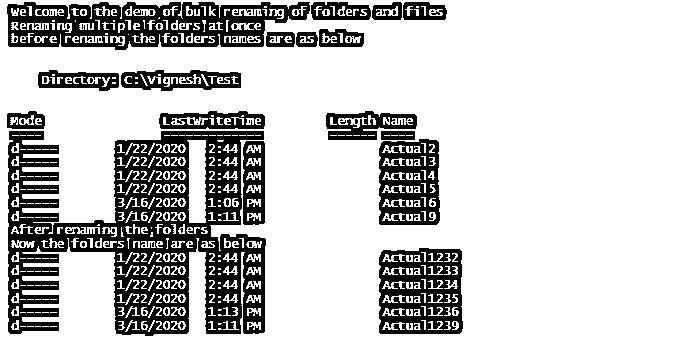 Welcome to the demo of bulk renaming of folders and files
Renaming multiple folders at once
before renaming the folders names are as below
Directory: C:\Vignesh\Test
Mode LastWriteTime Length Name
---- ------------- ------ ----
d----- 1/22/2020 2:44 AM Actual2
d----- 1/22/2020 2:44 AM Actual3
d----- 1/22/2020 2:44 AM Actual4
d----- 1/22/2020 2:44 AM Actual5
d----- 3/16/2020 1:06 PM Actual6
d----- 3/16/2020 1:11 PM Actual9
After renaming the folders
Now the folders name are as below
d----- 1/22/2020 2:44 AM Actual1232
d----- 1/22/2020 2:44 AM Actual1233
d----- 1/22/2020 2:44 AM Actual1234
d----- 1/22/2020 2:44 AM Actual1235
d----- 3/16/2020 1:13 PM Actual1236
d----- 3/16/2020 1:11 PM Actual1239